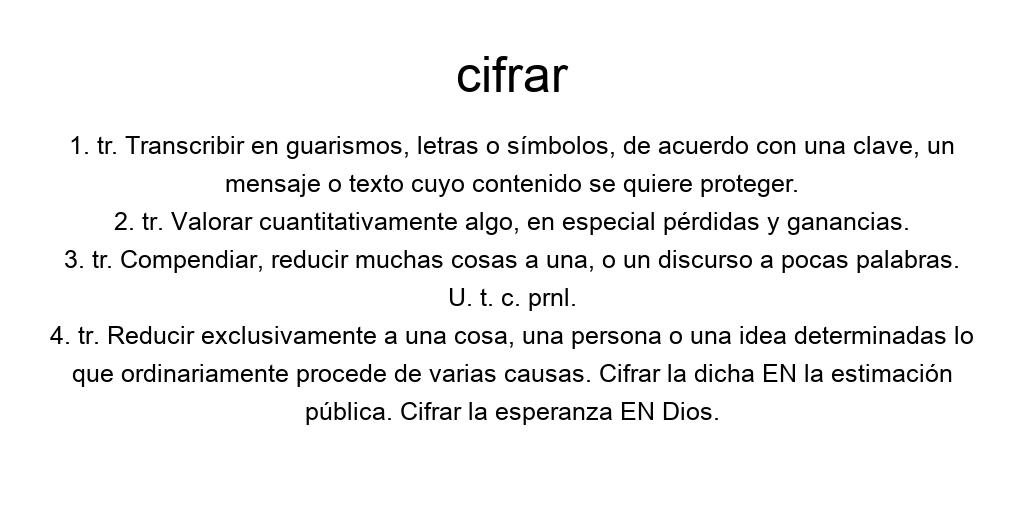 cifrar
1. tr. Transcribir en guarismos, letras o símbolos, de acuerdo con una clave, un
mensaje o texto cuyo contenido se quiere proteger.
2. tr. Valorar cuantitativamente algo, en especial pérdidas y ganancias.
3. tr. Compendiar, reducir muchas cosas a una, o un discurso a pocas palabras.
U. t. c. prnl.
4. tr. Reducir exclusivamente a una cosa, una persona o una idea determinadas lo
que ordinariamente procede de varias causas. Cifrar la dicha EN la estimación
pública. Cifrar la esperanza EN Dios.